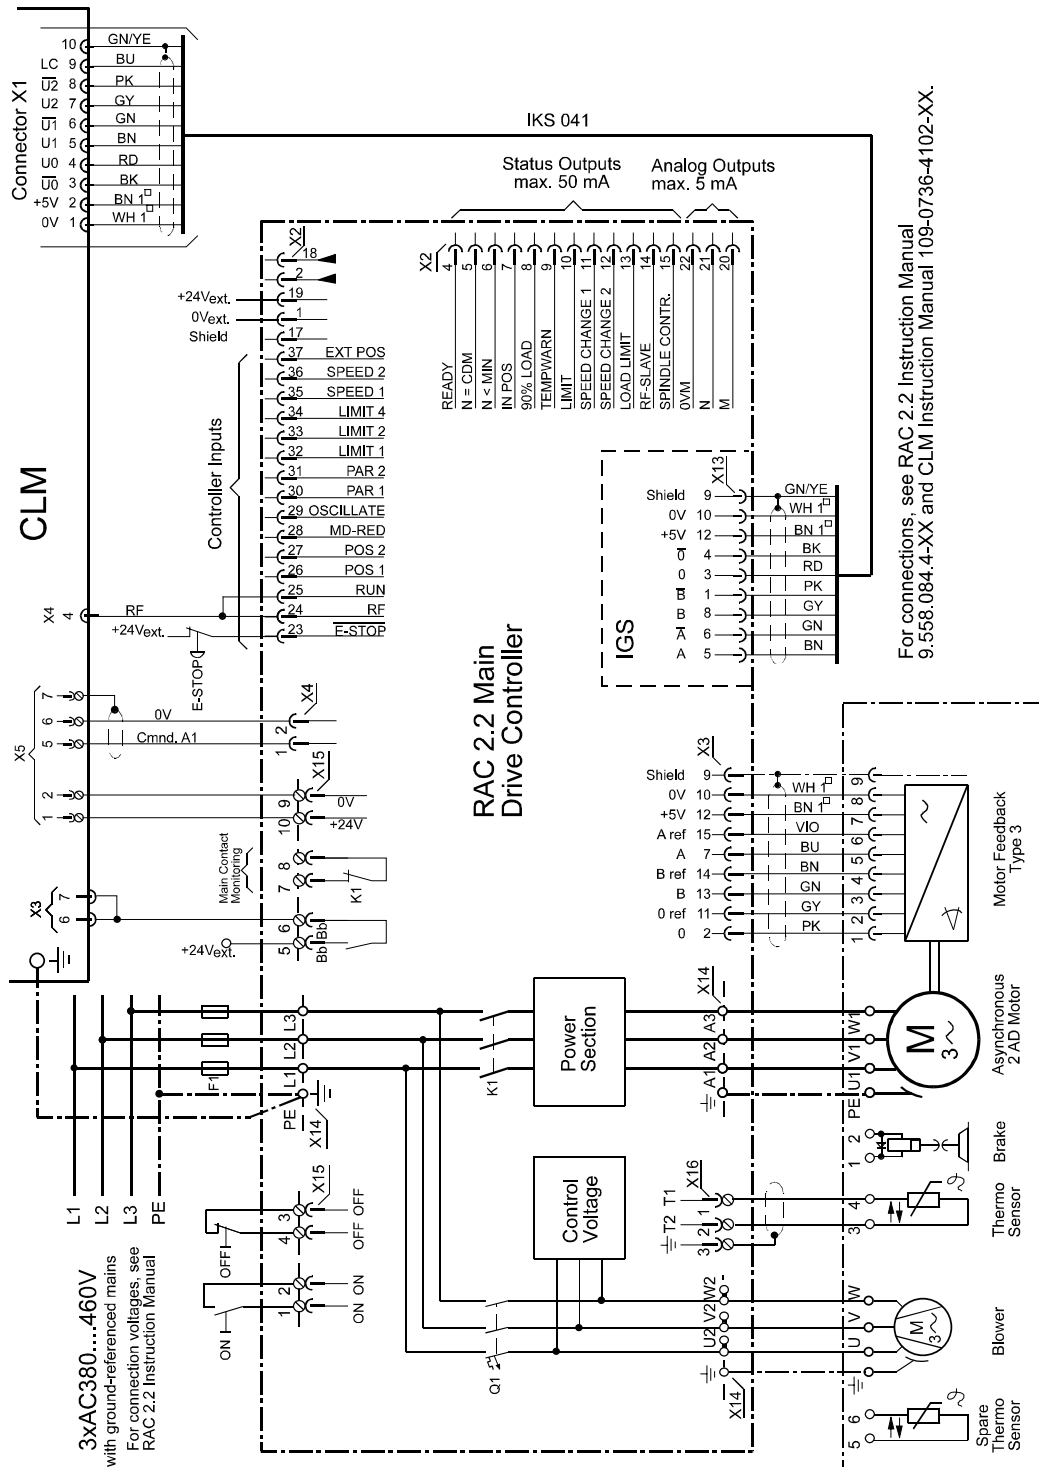 Connector X1
10 GN/YE
LC 9 BU
U̅2̅ 8 PK
U2 7 GY
U̅1̅ 6 GN
U1 5 BN
U0 4 RD
U̅0̅ 3 BK
+5V 2 BN 1□
0V 1 WH 1□
IKS 041
Status Outputs
max. 50 mA
Analog Outputs
max. 5 mA
CLM
X2
18
2
+24Vext. 19
0Vext. 1
Shield 17
37 EXT POS
36 SPEED 2
35 SPEED 1
34 LIMIT 4
33 LIMIT 2
32 LIMIT 1
31 PAR 2
30 PAR 1
29 OSCILLATE
28 MD-RED
27 POS 2
26 POS 1
25 RUN
24 RF
23 E̅-̅S̅T̅O̅P̅
Controller Inputs
X4 4 RF
+24Vext.
E-STOP
X2
4 READY
5 N = CDM
6 N < MIN
7 IN POS
8 90% LOAD
9 TEMPWARN
10 LIMIT
11 SPEED CHANGE 1
12 SPEED CHANGE 2
13 LOAD LIMIT
14 RF-SLAVE
15 SPINDLE CONTR.
22 0VM
21 N
20 M
IGS
X13
Shield 9 GN/YE
0V 10 WH 1□
+5V 12 BN 1□
0̅ 4 BK
0 3 RD
B̅ 1 PK
B 8 GY
A̅ 6 GN
A 5 BN
For connections, see RAC 2.2 Instruction Manual
9.558.084.4-XX and CLM Instruction Manual 109-0736-4102-XX.
RAC 2.2 Main
Drive Controller
X5
7
6 0V 2 X4
5 Cmnd. A1 1
2 9 0V X15
1 10 +24V
Main Contact
Monitoring
8
7
K1
X3
7
6
6 Bb
+24Vext. 5 Bb
X3
Shield 9 9
0V 10 WH 1□ 8
+5V 12 BN 1□ 7
A ref 15 VIO 6
A 7 BU 5
B ref 14 BN 4
B 13 GN 3
0 ref 11 GY 2
0 2 PK 1
Motor Feedback
Type 3
F1
L3
L2
L1
PE
X14
K1
Power
Section
X14
A3 W1
A2 V1
A1 U1
PE
M
3~
Asynchronous
2 AD Motor
L1
L2
L3
PE
3xAC380....460V
with ground-referenced mains
For connection voltages, see
RAC 2.2 Instruction Manual
X15
OFF
3 OFF
4 OFF
ON
2 ON
1 ON
Control
Voltage
Q1
X16
T1 1
T2 2
3
2
1
Brake
4
3
Thermo
Sensor
W2 W
V2 V
U2 U
X14
M
3~
Blower
6
5
Spare
Thermo
Sensor